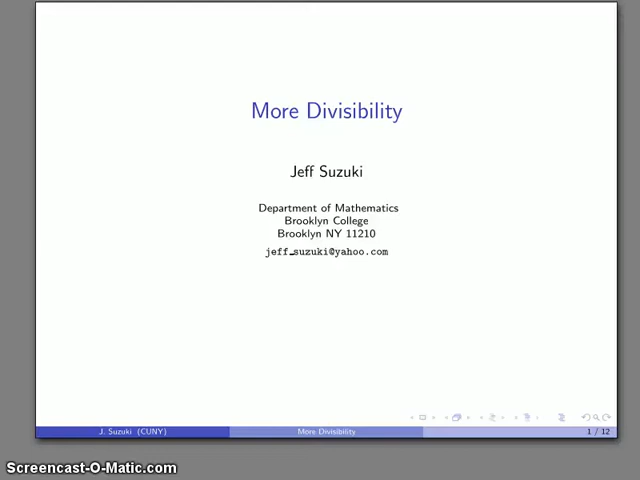 More Divisibility
Jeff Suzuki
Department of Mathematics
Brooklyn College
Brooklyn NY 11210
jeff_suzuki@yahoo.com
J. Suzuki (CUNY)
More Divisibility
1 / 12
Screencast-O-Matic.com